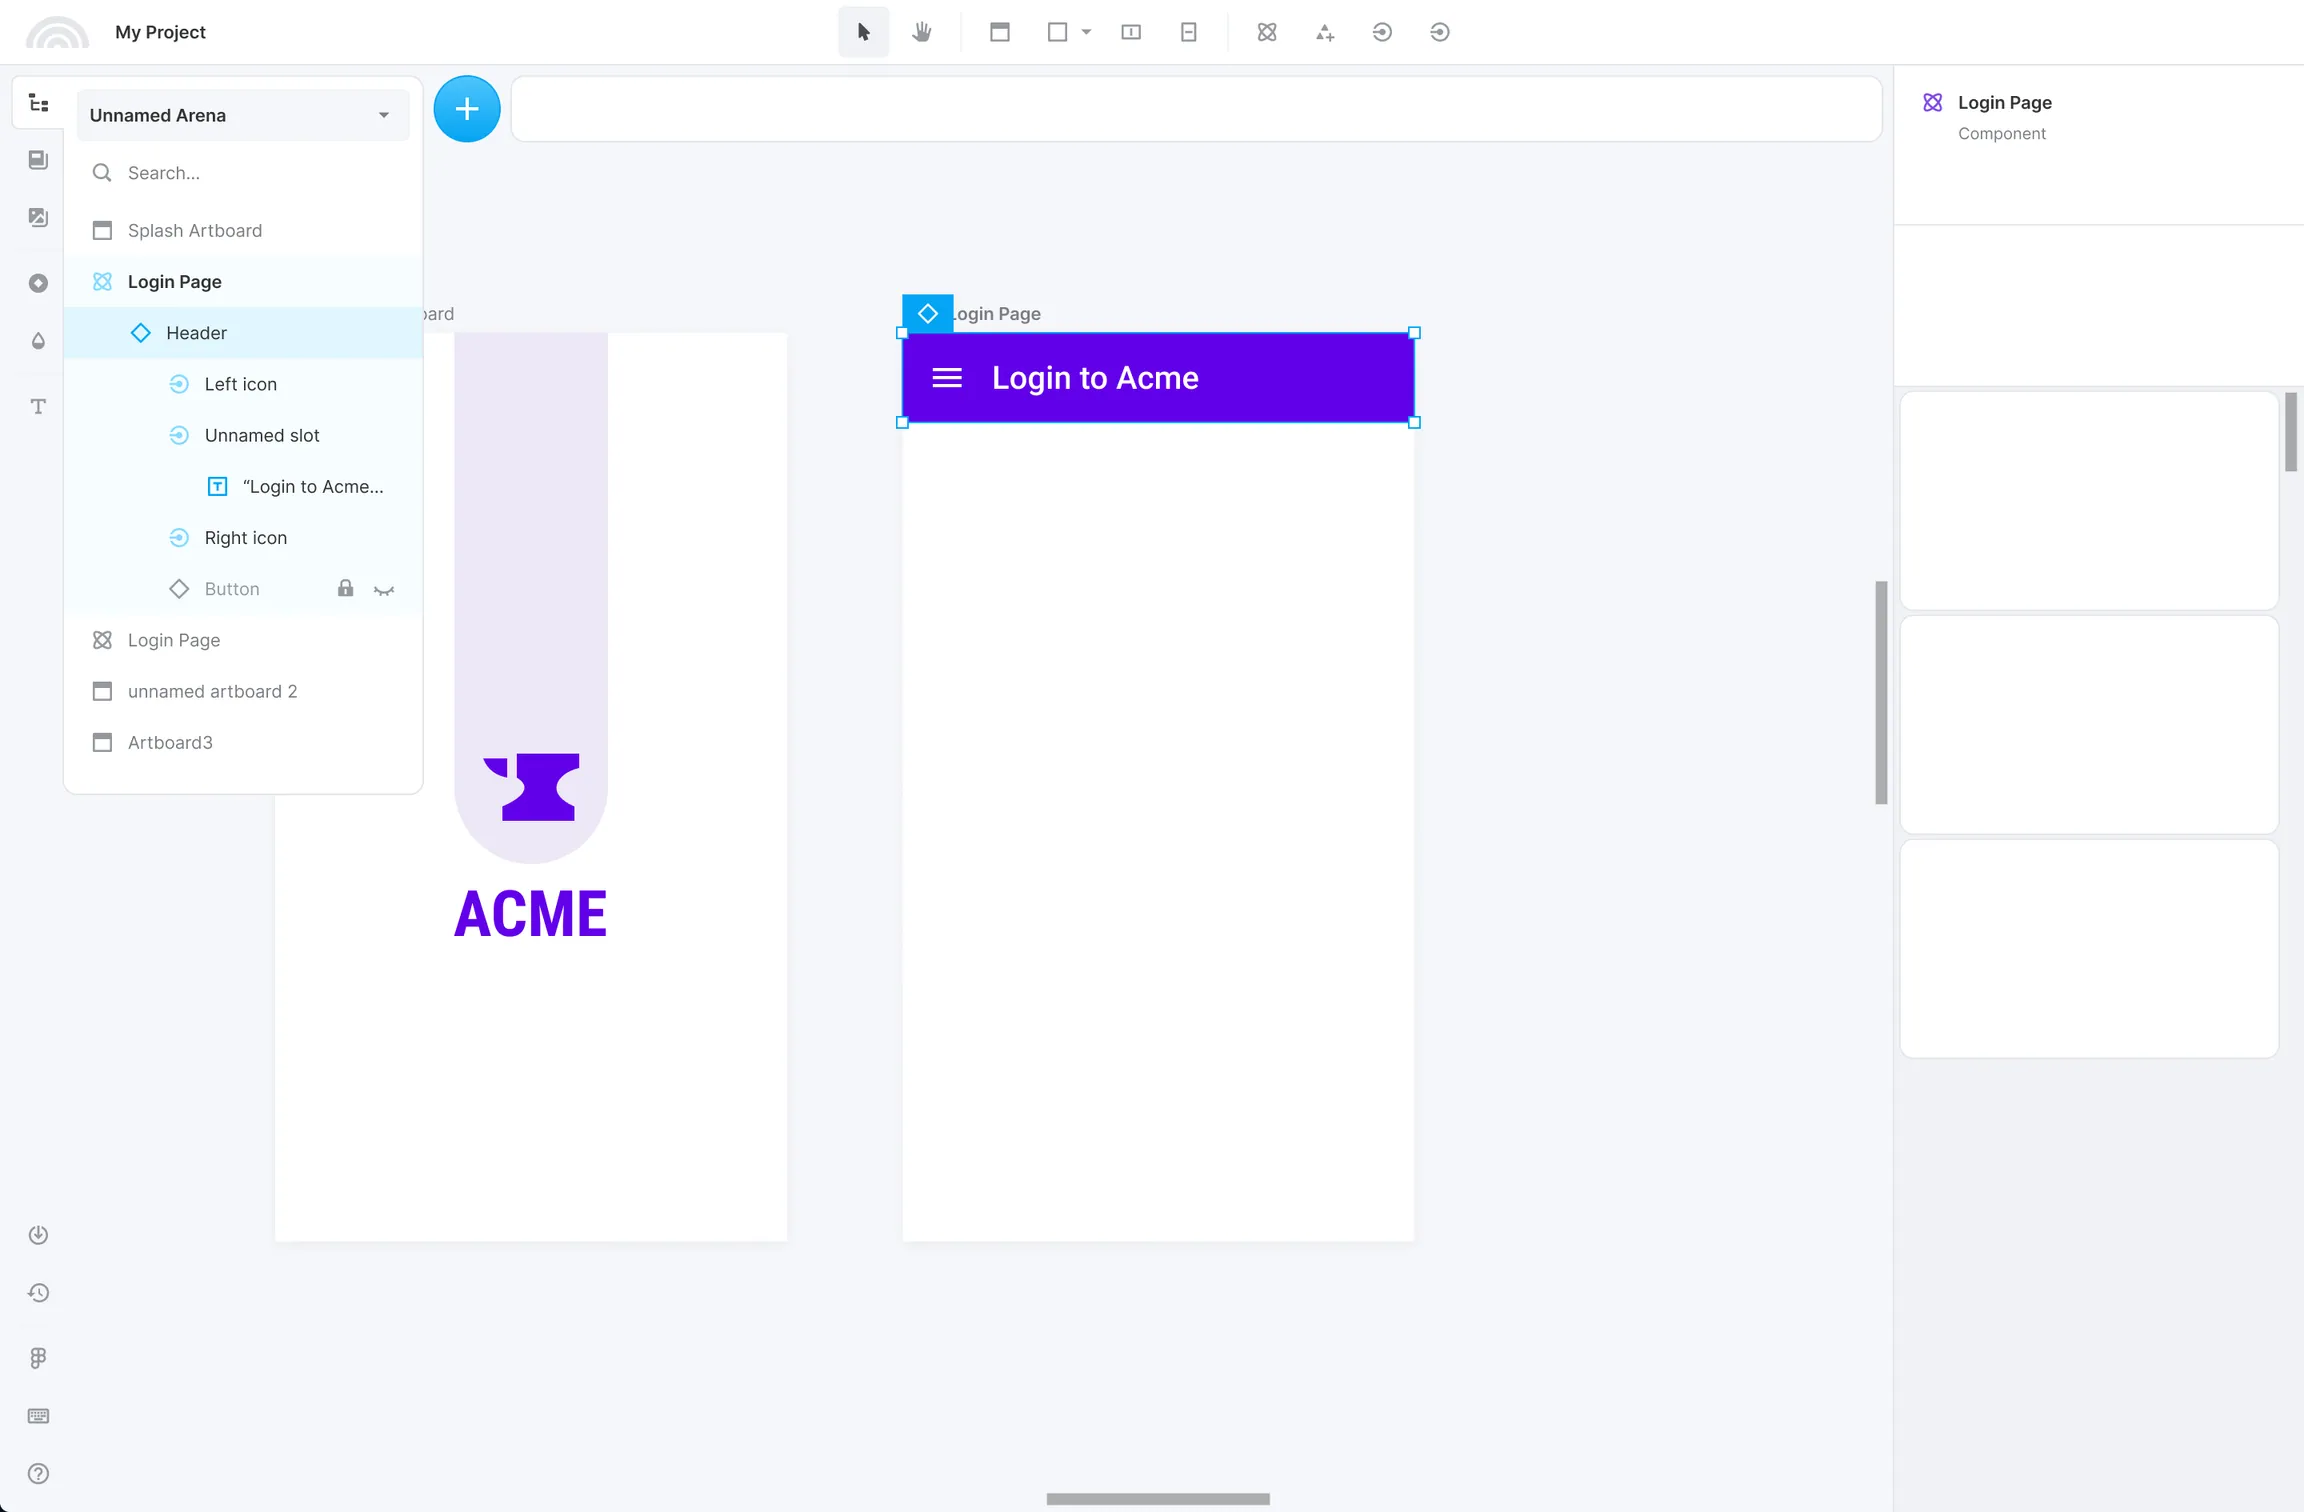 My Project
Unnamed Arena
Search...
Splash Artboard
Login Page
Header
Left icon
Unnamed slot
“Login to Acme...
Right icon
Button
Login Page
unnamed artboard 2
Artboard3
ard
Login Page
Login to Acme
ACME
Login Page
Component